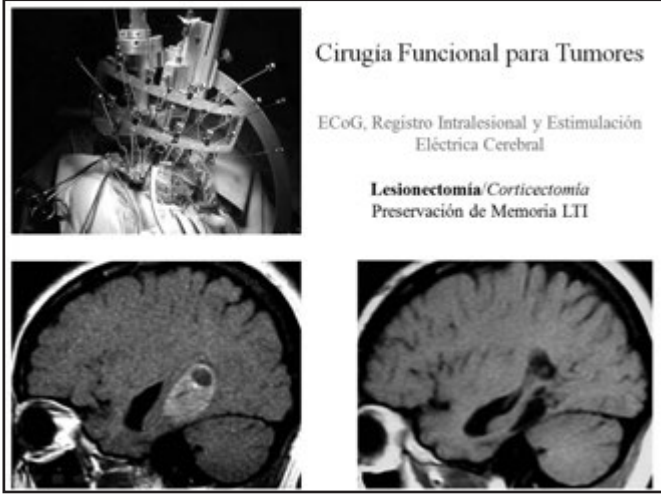 Cirugía Funcional para Tumores
ECoG, Registro Intralesional y Estimulación
Eléctrica Cerebral
Lesionectomía/Corticectomía
Preservación de Memoria LTI